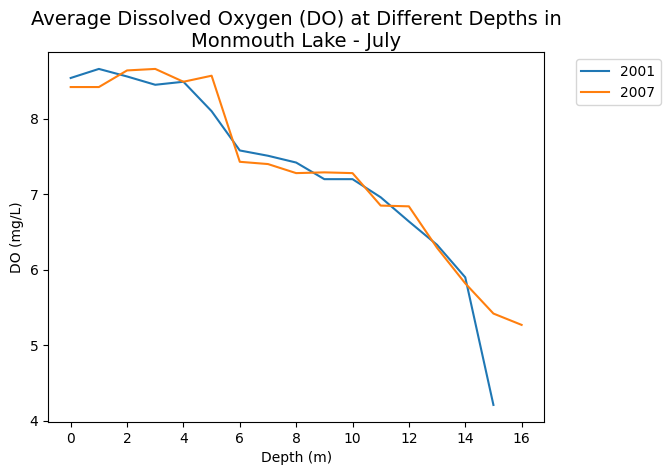 Average Dissolved Oxygen (DO) at Different Depths in
Monmouth Lake - July
2001
2007
DO (mg/L)
8
7
6
5
4
0 2 4 6 8 10 12 14 16
Depth (m)